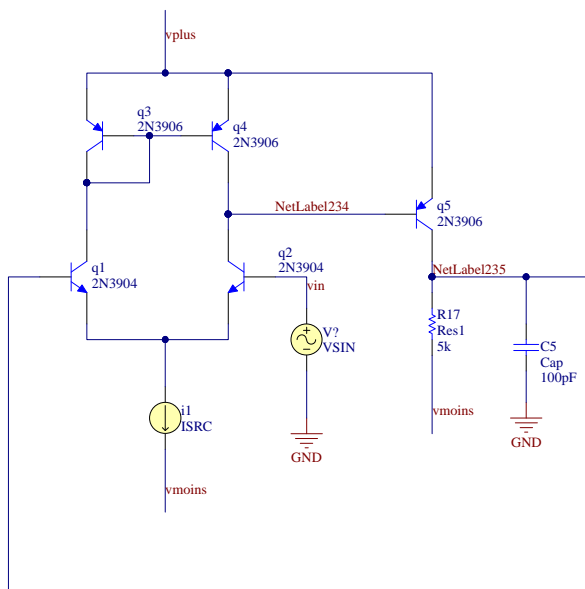 vplus
q3
2N3906
q4
2N3906
NetLabel234
q5
2N3906
q1
2N3904
q2
2N3904
vin
NetLabel235
R17
Res1
5k
V?
VSIN
C5
Cap
100pF
i1
ISRC
vmoins
GND
GND
vmoins